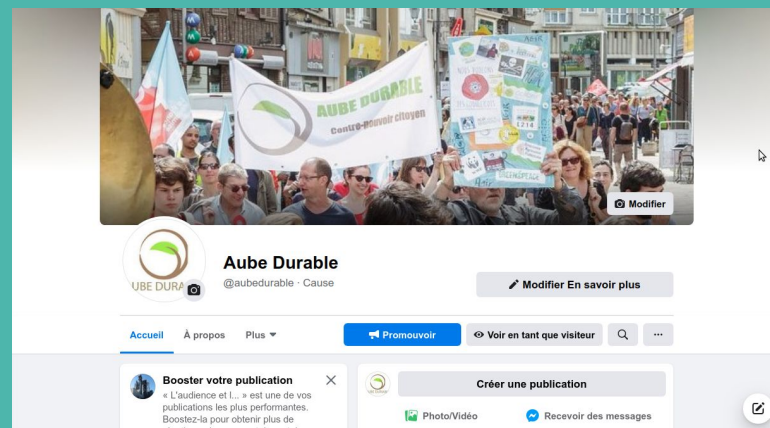 AUBE DURABLE
Contre-pouvoir citoyen
L214
GREENPEACE
Modifier
UBE DURA
Aube Durable
@aubedurable · Cause
Modifier En savoir plus
Accueil
À propos
Plus
Promouvoir
Voir en tant que visiteur
Booster votre publication
« L'audience et l... » est une de vos
publications les plus performantes.
Boostez-la pour obtenir plus de
Créer une publication
Photo/Vidéo
Recevoir des messages